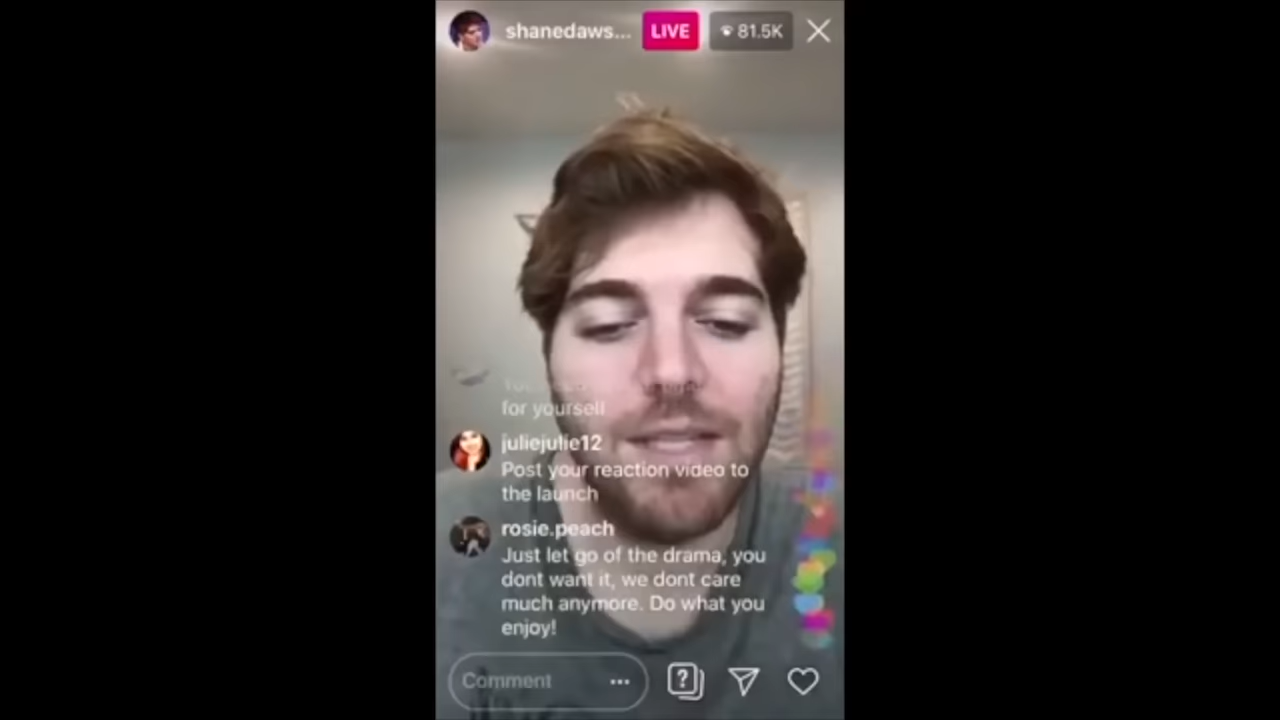 shanedaws...
LIVE
81.5K
for yourself
juliejulie12
Post your reaction video to
the launch
rosie.peach
Just let go of the drama, you
dont want it, we dont care
much anymore. Do what you
enjoy!
Comment
?